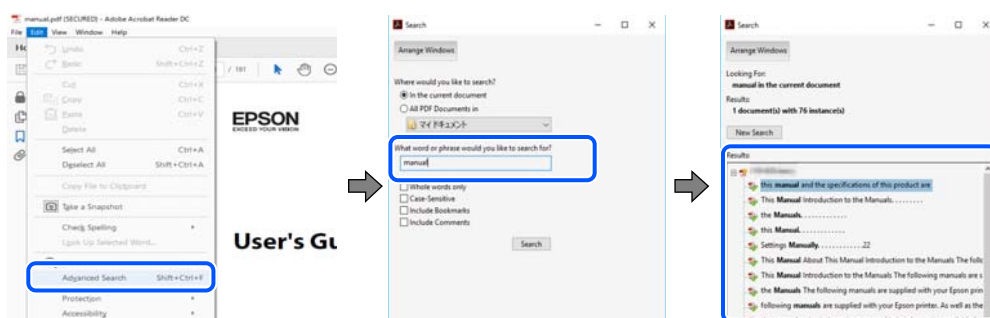 manual.pdf (SECURED) - Adobe Acrobat Reader DC
File Edit View Window Help
Undo Ctrl+Z
Redo Shift+Ctrl+Z
Cut Ctrl+X
Copy Ctrl+C
Paste Ctrl+V
Delete
Select All Ctrl+A
Deselect All Shift+Ctrl+A
Copy File to Clipboard
Take a Snapshot
Check Spelling
Look Up Selected Word...
Advanced Search Shift+Ctrl+F
Protection
Accessibility
/ 191
EPSON
EXCEED YOUR VISION
User's Gu
Search
Arrange Windows
Where would you like to search?
In the current document
All PDF Documents in
マイドキュメント
What word or phrase would you like to search for?
manual
Whole words only
Case-Sensitive
Include Bookmarks
Include Comments
Search
Search
Arrange Windows
Looking For:
manual in the current document
Results:
1 document(s) with 76 instance(s)
New Search
Results
this manual and the specifications of this product are
This Manual Introduction to the Manuals. . . . . . . . .
the Manuals. . . . . . . . . . . . .
this Manual. . . . . . . . . . . . .
Settings Manually. . . . . . . . . . . . .22
This Manual About This Manual Introduction to the Manuals The follo
This Manual Introduction to the Manuals The following manuals are s
the Manuals The following manuals are supplied with your Epson prin
following manuals are supplied with your Epson printer. As well as the